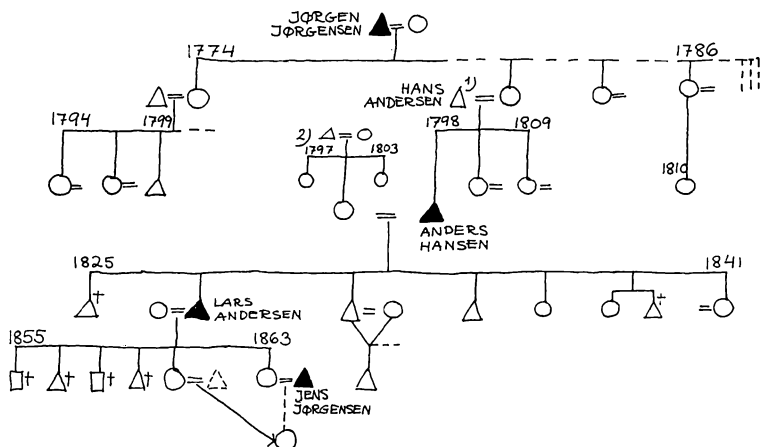 JØRGEN
JØRGENSEN
1774
1786
HANS
ANDERSEN
1)
1794
1799
2)
1797
1803
1798
1809
1810
ANDERS
HANSEN
1825
1841
LARS
ANDERSEN
1855
1863
JENS
JØRGENSEN